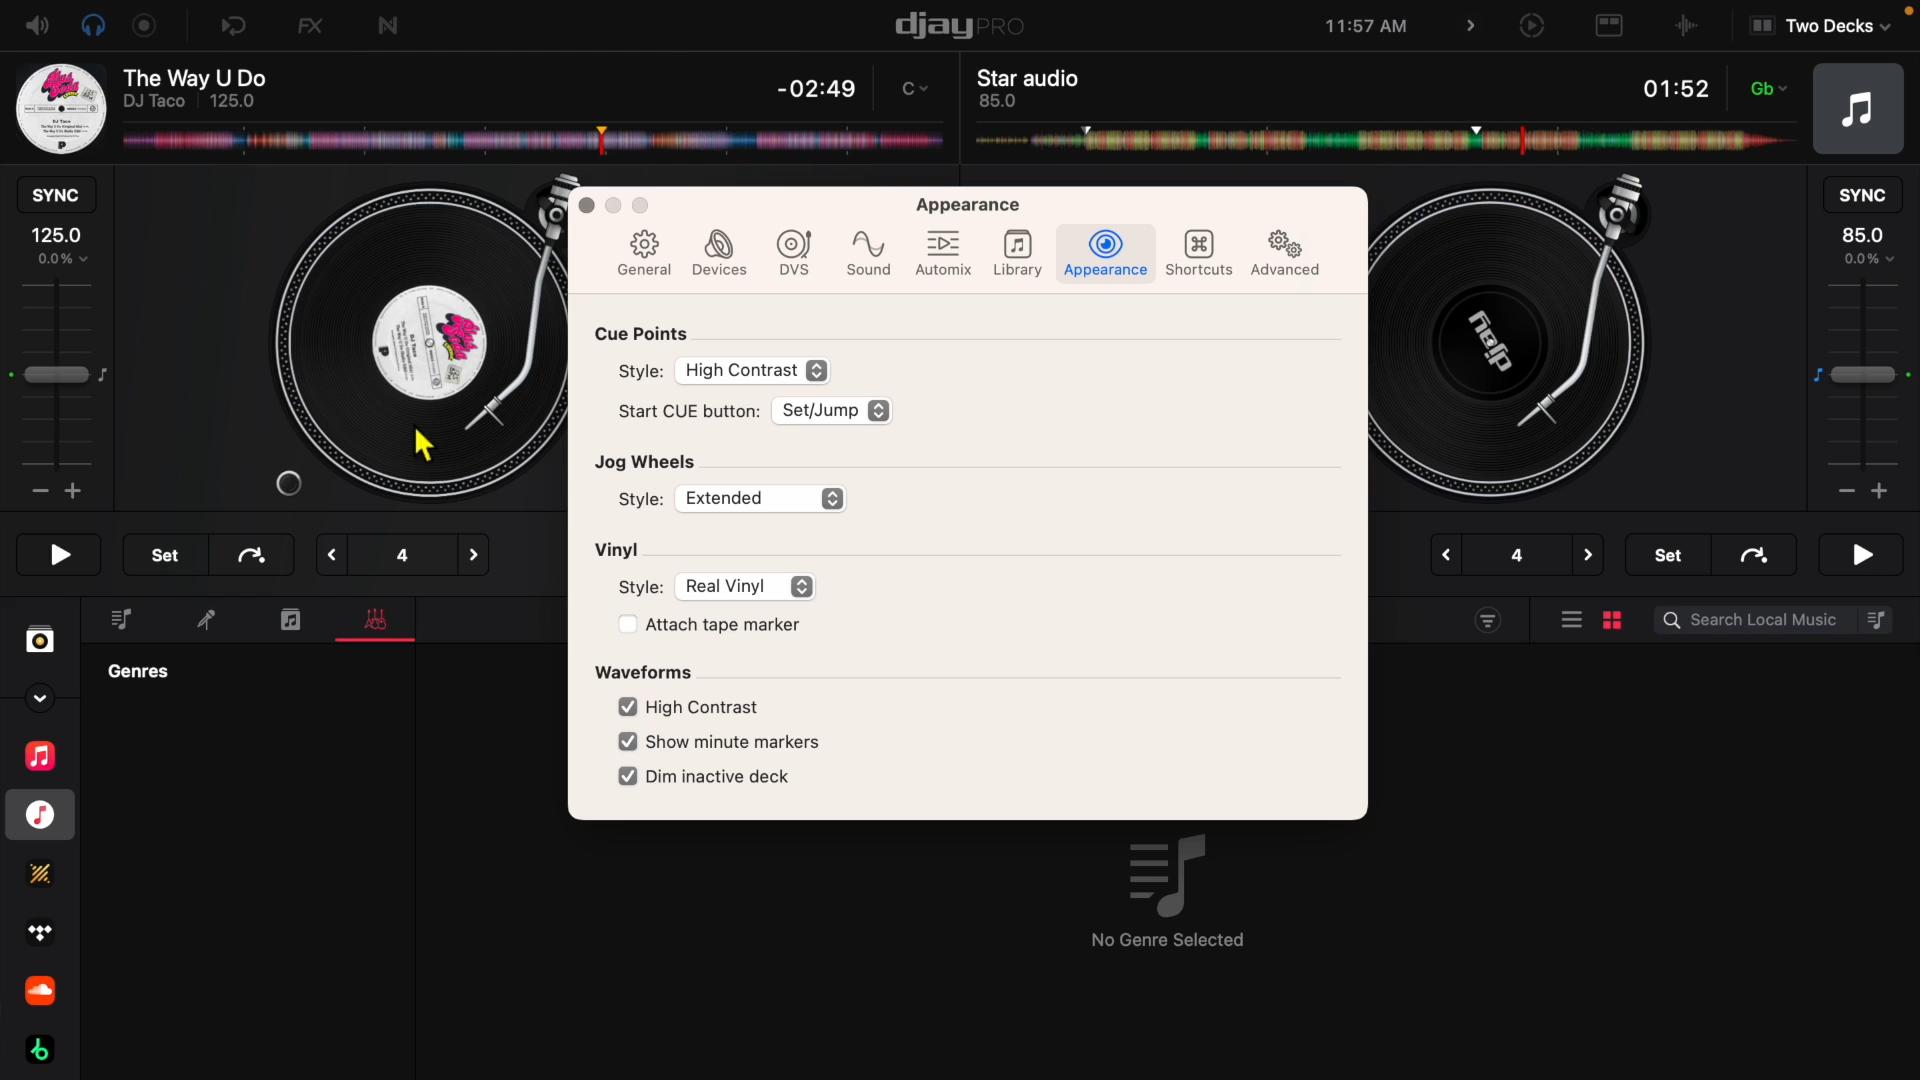 djay PRO
11:57 AM
Two Decks
FX
The Way U Do
DJ Taco
125.0
-02:49
C
Star audio
85.0
01:52
Gb
SYNC
125.0
0.0%
SYNC
85.0
0.0%
Appearance
General
Devices
DVS
Sound
Automix
Library
Appearance
Shortcuts
Advanced
Cue Points
Style: High Contrast
Start CUE button: Set/Jump
Jog Wheels
Style: Extended
Vinyl
Style: Real Vinyl
Attach tape marker
Waveforms
High Contrast
Show minute markers
Dim inactive deck
djay
Set
4
4
Set
Search Local Music
Genres
No Genre Selected